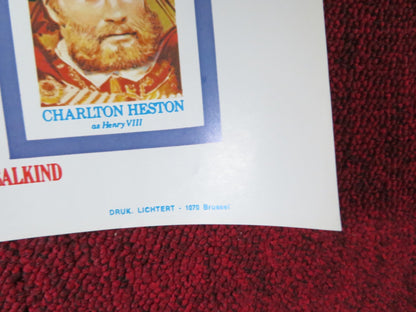 CHARLTON HESTON
as Henry VIII
ALKIND
DRUK. LICHTERT - 1070 Brussel